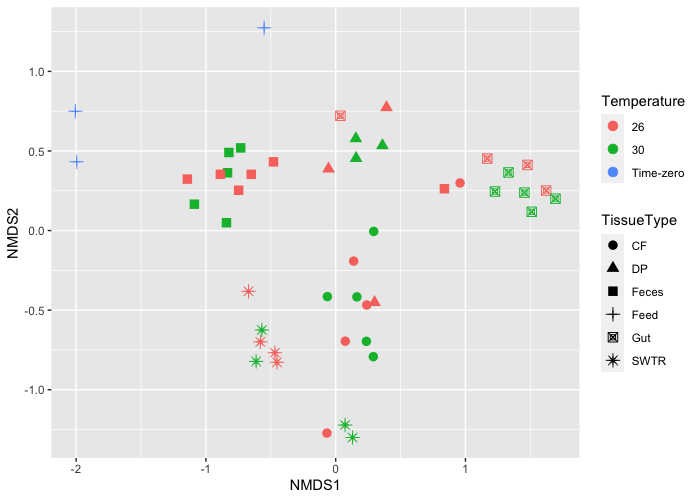 1.0
0.5
0.0
-0.5
-1.0
NMDS2
-2
-1
0
1
NMDS1
Temperature
26
30
Time-zero
TissueType
CF
DP
Feces
Feed
Gut
SWTR